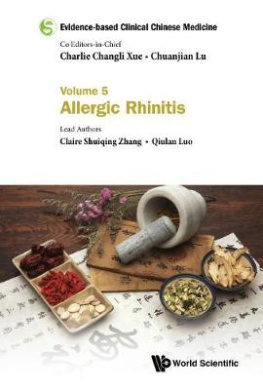 Evidence-based Clinical Chinese Medicine
Co Editors-in-Chief
Charlie Changli Xue • Chuanjian Lu
Volume 5
Allergic Rhinitis
Lead Authors
Claire Shuiqing Zhang • Qiulan Luo
World Scientific